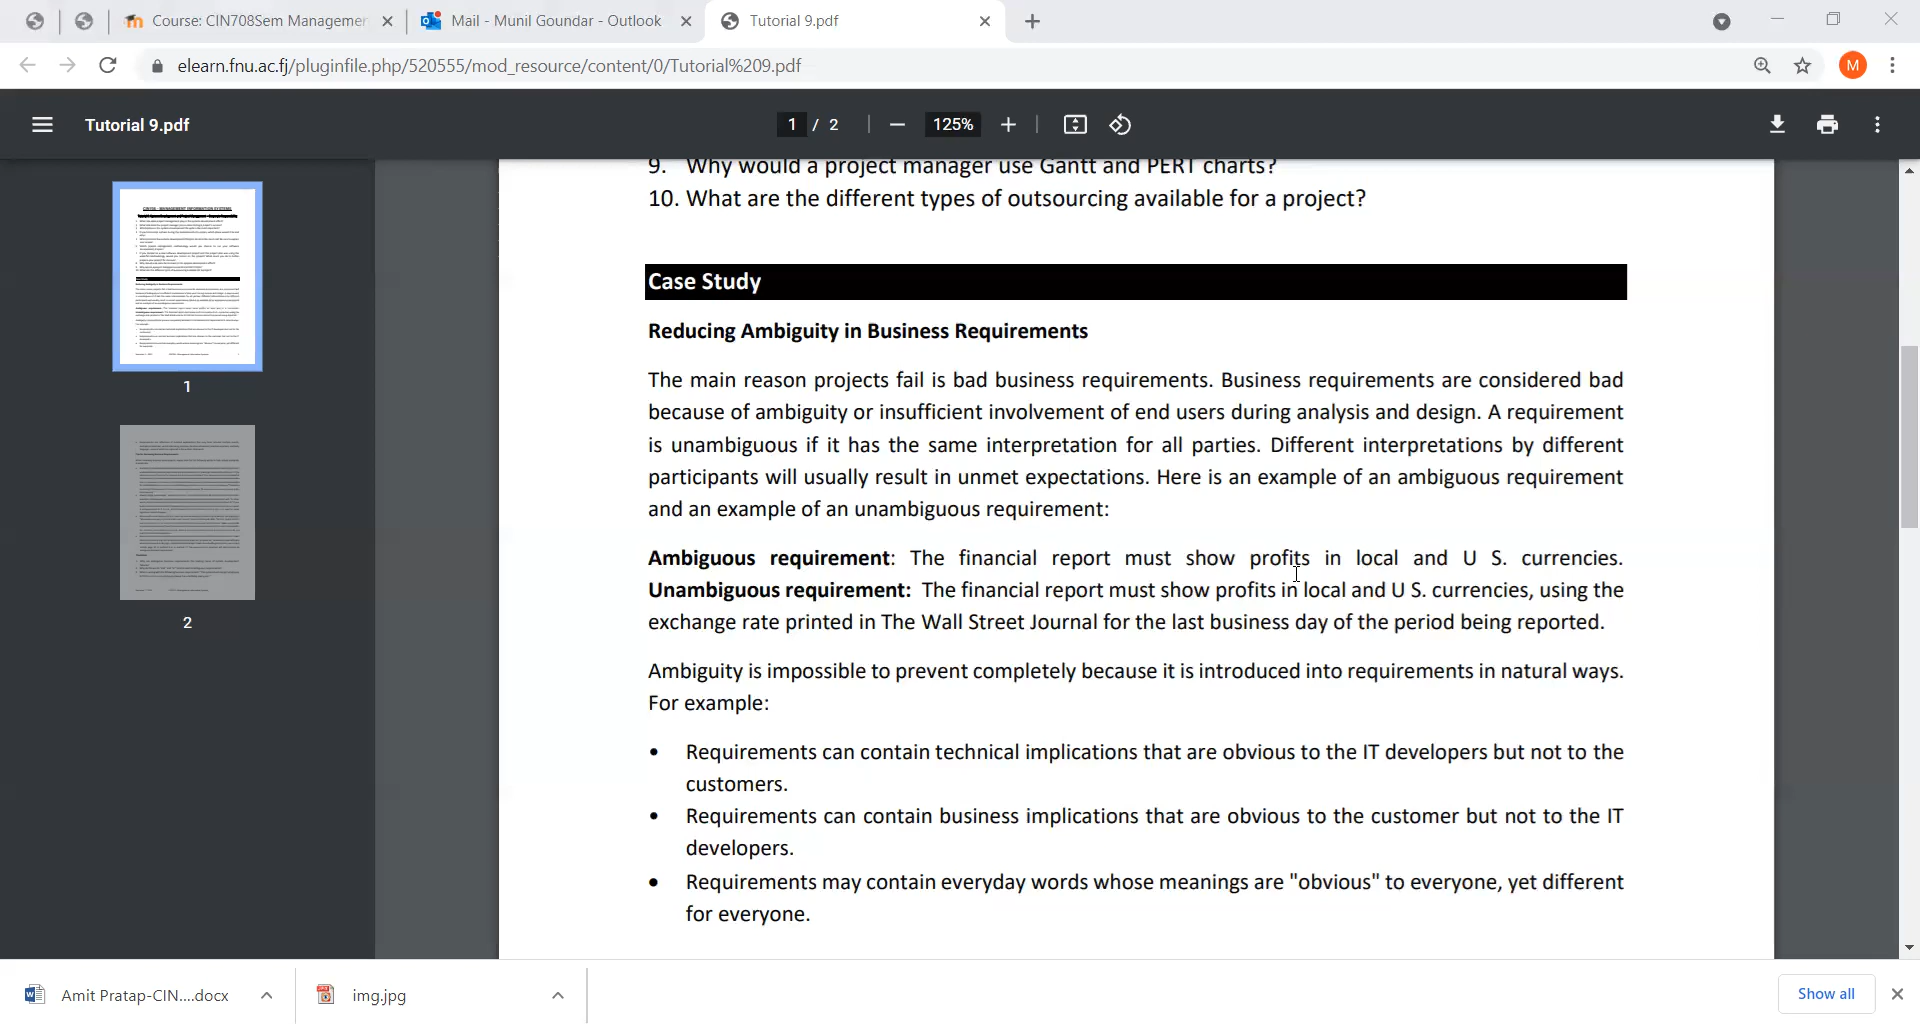 Course: CIN708Sem Managemen
Mail - Munil Goundar - Outlook
Tutorial 9.pdf
elearn.fnu.ac.fj/pluginfile.php/520555/mod_resource/content/0/Tutorial%209.pdf
M
Tutorial 9.pdf
1 / 2
125%
9. Why would a project manager use Gantt and PERT charts?
10. What are the different types of outsourcing available for a project?
Case Study
Reducing Ambiguity in Business Requirements
The main reason projects fail is bad business requirements. Business requirements are considered bad
because of ambiguity or insufficient involvement of end users during analysis and design. A requirement
is unambiguous if it has the same interpretation for all parties. Different interpretations by different
participants will usually result in unmet expectations. Here is an example of an ambiguous requirement
and an example of an unambiguous requirement:
Ambiguous requirement: The financial report must show profits in local and U S. currencies.
Unambiguous requirement: The financial report must show profits in local and U S. currencies, using the
exchange rate printed in The Wall Street Journal for the last business day of the period being reported.
Ambiguity is impossible to prevent completely because it is introduced into requirements in natural ways.
For example:
• Requirements can contain technical implications that are obvious to the IT developers but not to the
customers.
• Requirements can contain business implications that are obvious to the customer but not to the IT
developers.
• Requirements may contain everyday words whose meanings are "obvious" to everyone, yet different
for everyone.
1
2
Amit Pratap-CIN....docx
img.jpg
Show all